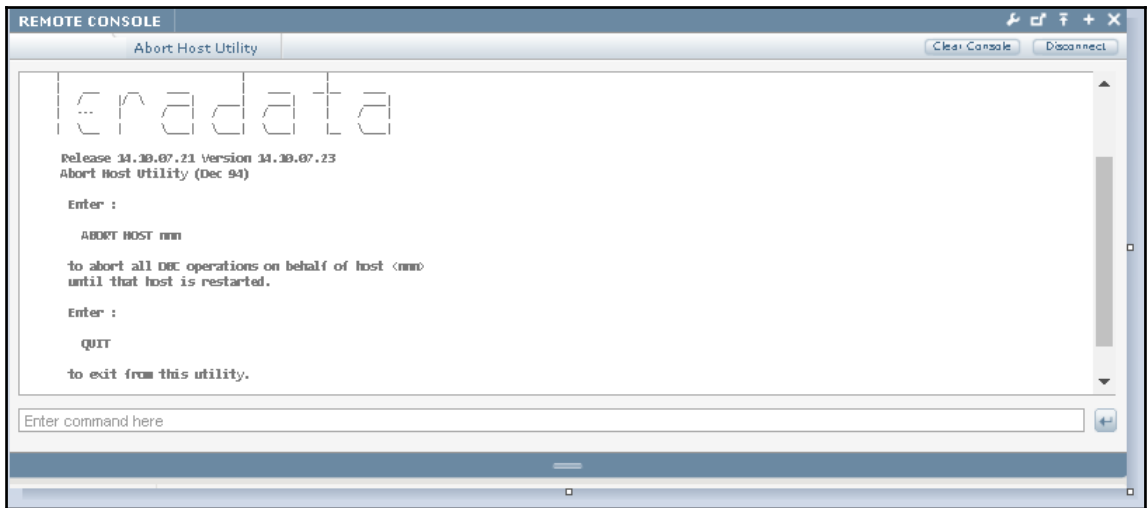 REMOTE CONSOLE
Abort Host Utility
Clear Console
Disconnect
teradata
Release 14.10.07.21 Version 14.10.07.23
Abort Host Utility (Dec 94)
Enter :
ABORT HOST nnn
to abort all DBC operations on behalf of host <nnn>
until that host is restarted.
Enter :
QUIT
to exit from this utility.
Enter command here